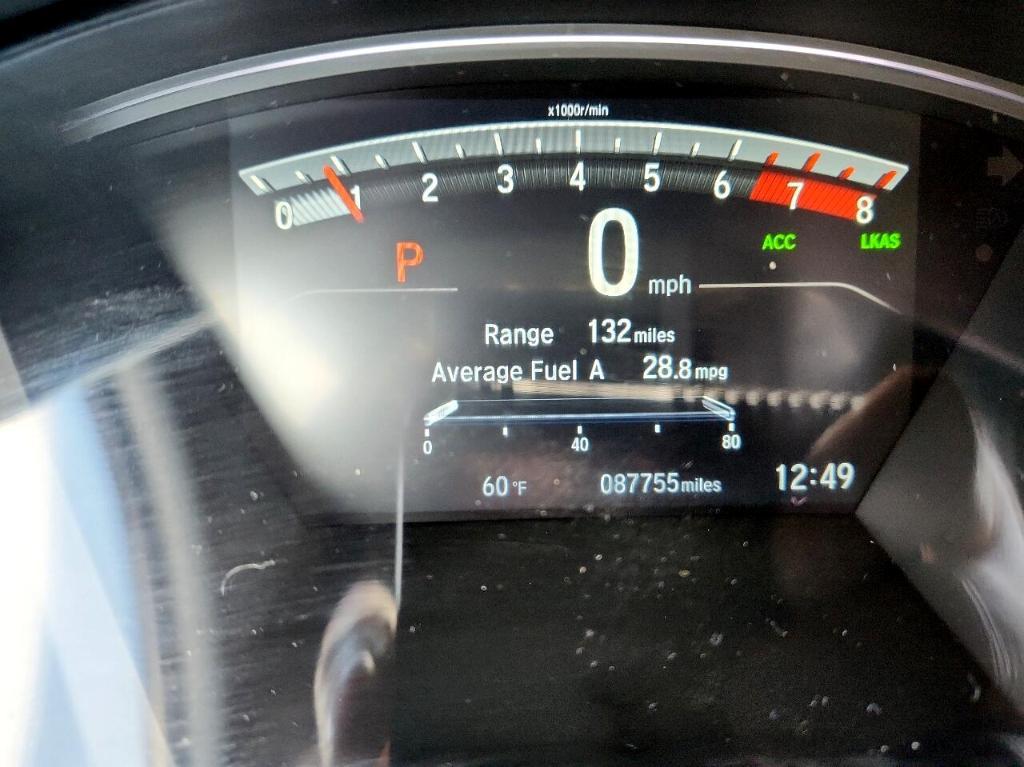 x1000r/min
0 1 2 3 4 5 6 7 8
P 0 mph ACC LKAS
Range 132 miles
Average Fuel A 28.8 mpg
0 40 80
60 °F 087755 miles 12:49